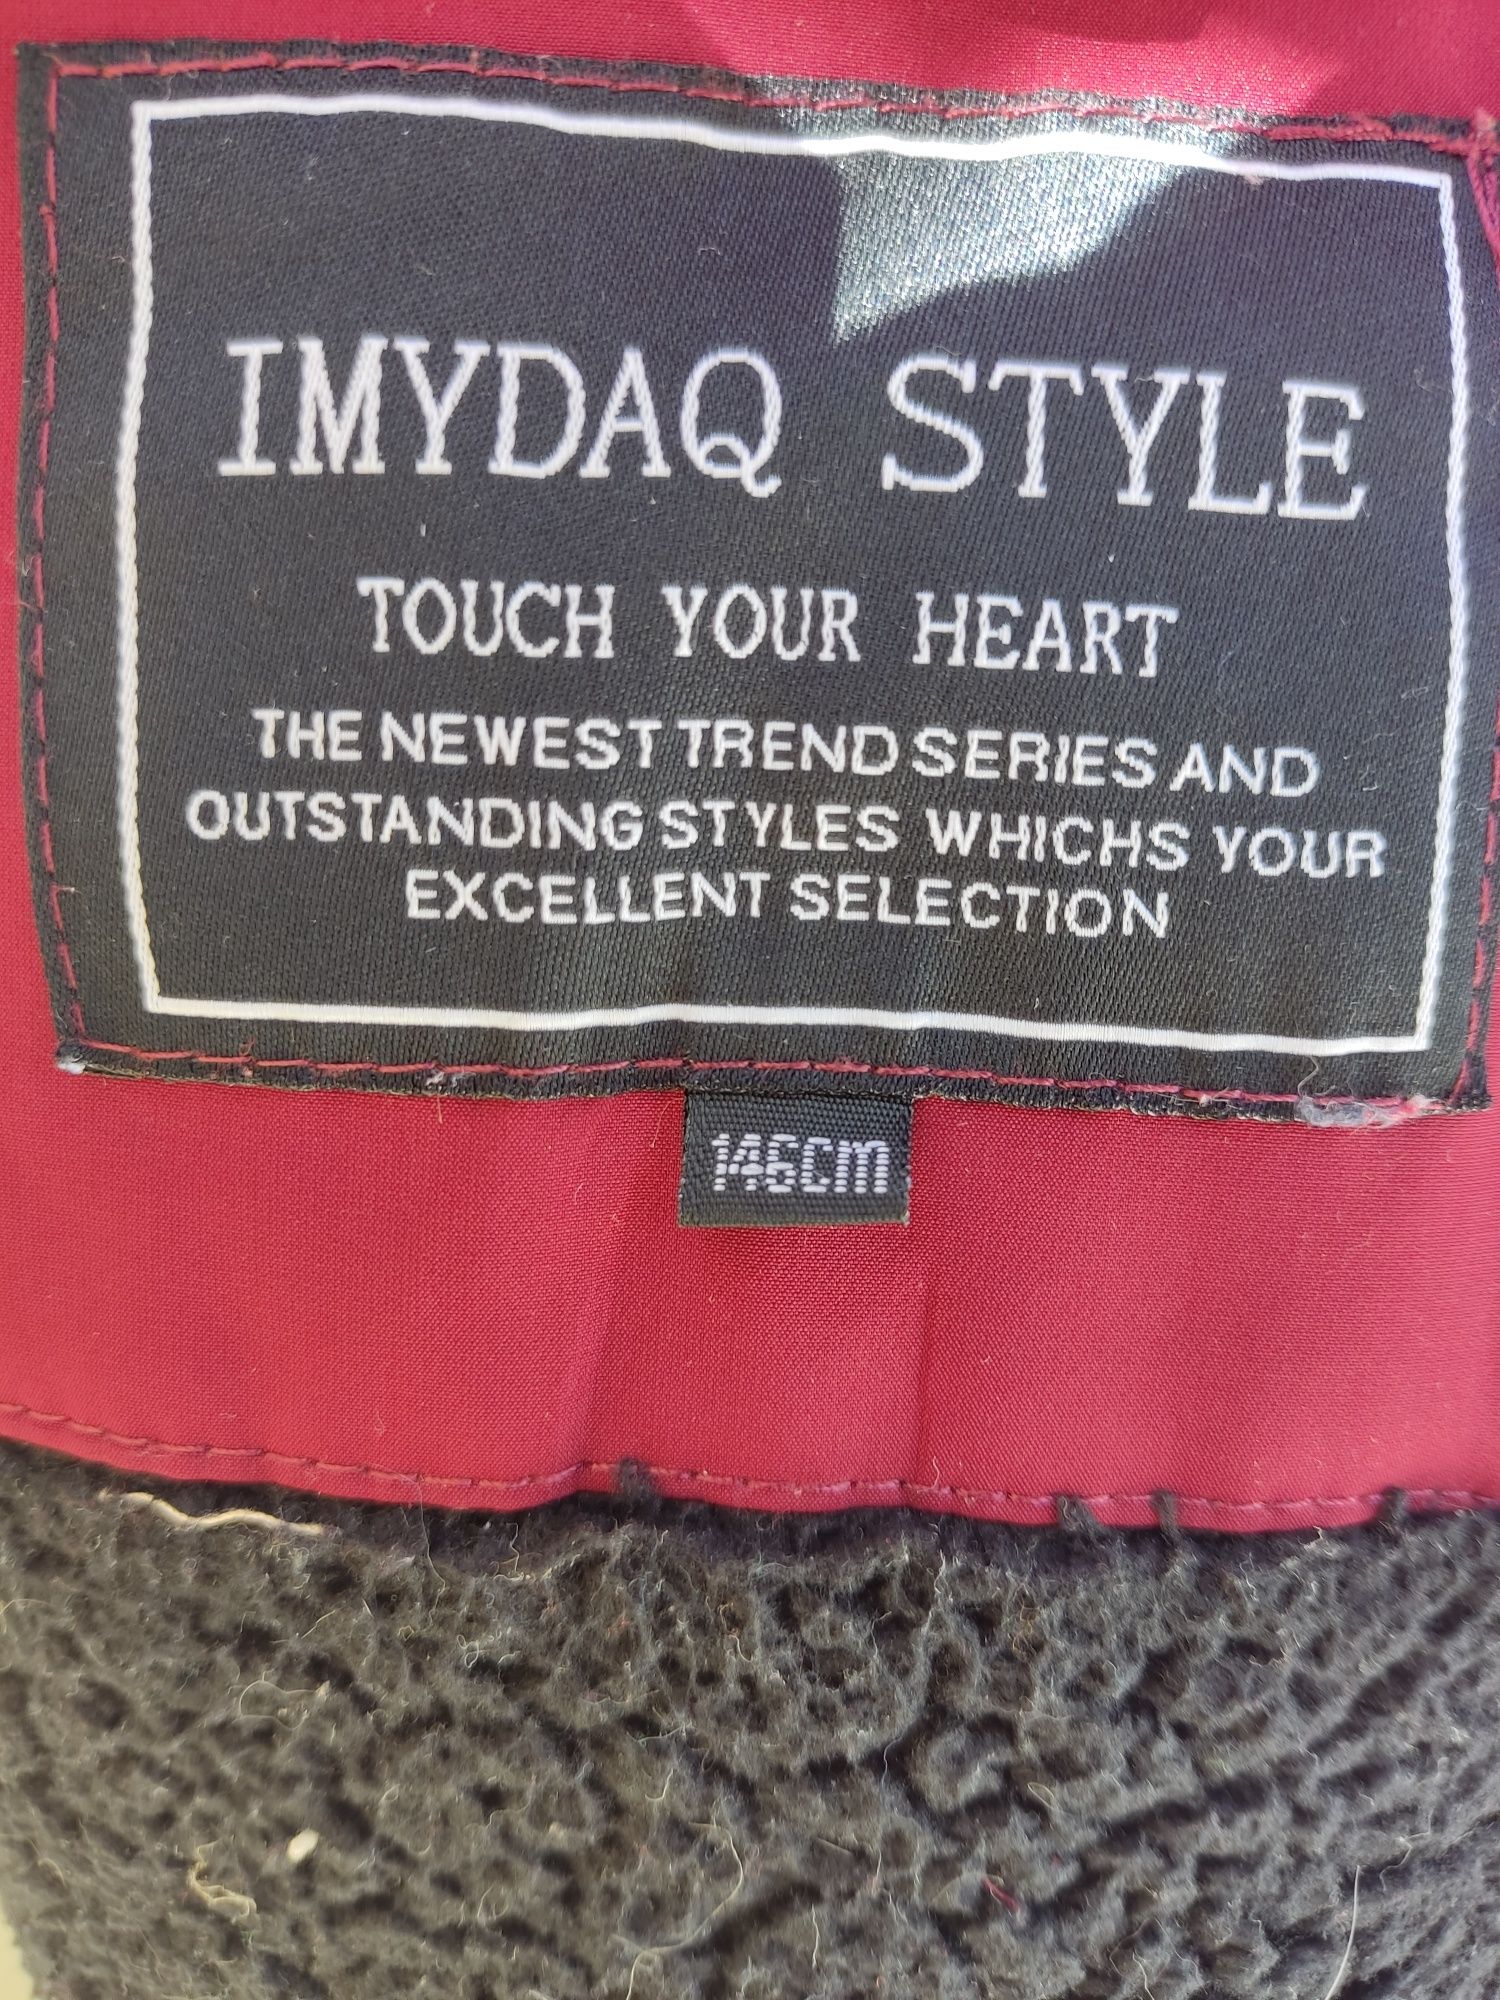 IMYDAQ STYLE
TOUCH YOUR HEART
THE NEWEST TREND SERIES AND
OUTSTANDING STYLES WHICHS YOUR
EXCELLENT SELECTION
146cm